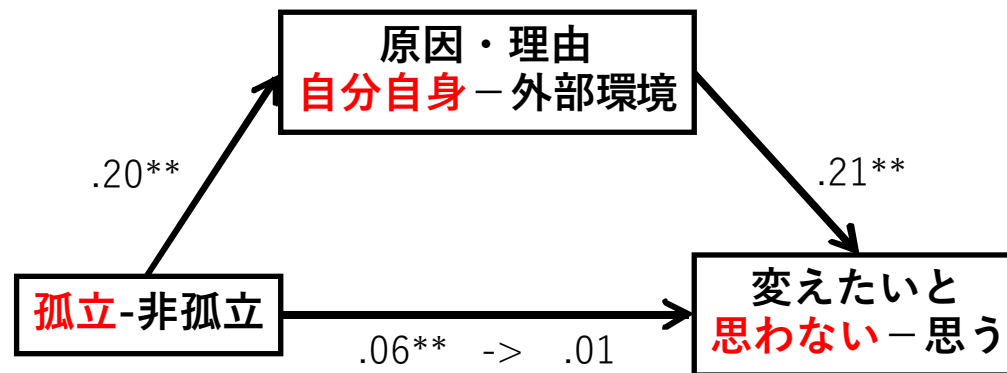 原因・理由
自分自身－外部環境
.20**
.21**
孤立-非孤立
変えたいと
思わない－思う
.06** -> .01